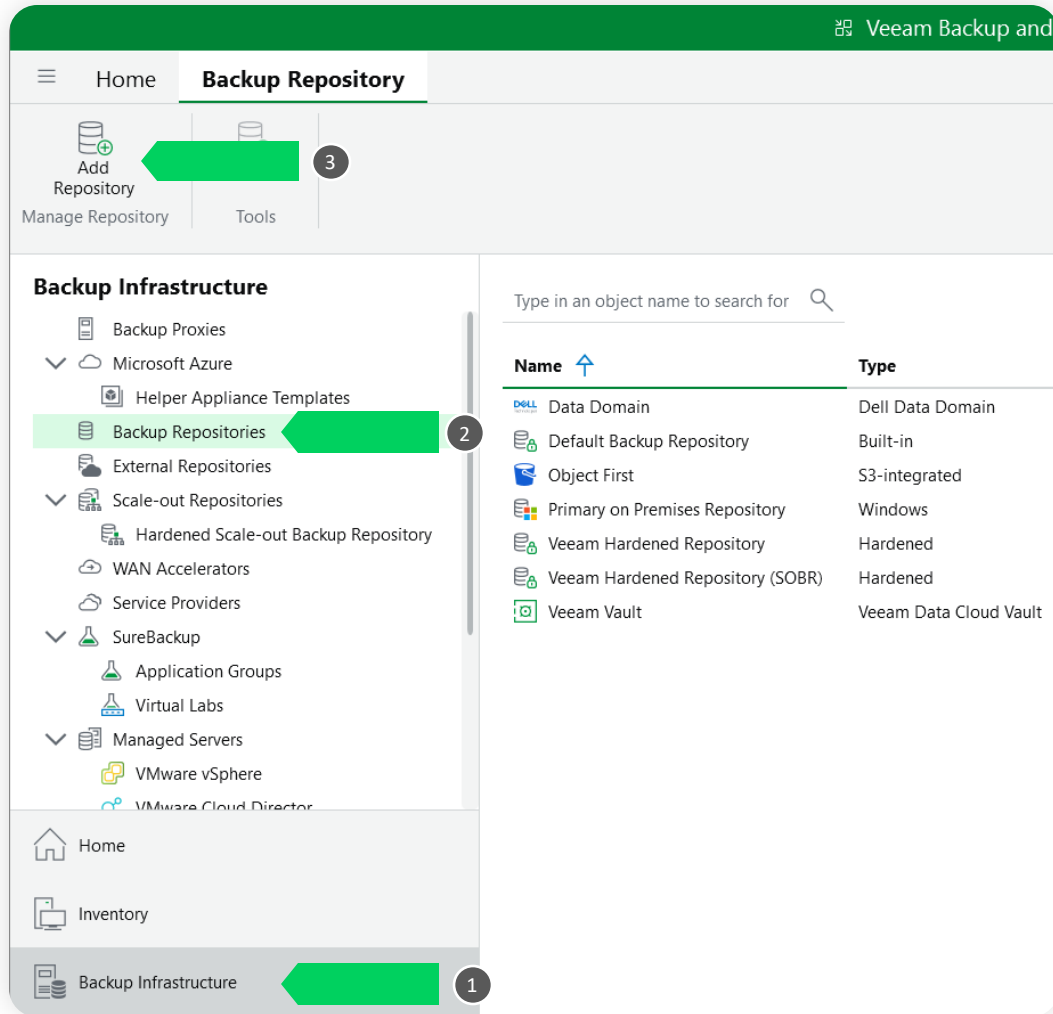 Veeam Backup and
Home
Backup Repository
Add
Repository
3
Manage Repository
Tools
Backup Infrastructure
Backup Proxies
Microsoft Azure
Helper Appliance Templates
Backup Repositories
2
External Repositories
Scale-out Repositories
Hardened Scale-out Backup Repository
WAN Accelerators
Service Providers
SureBackup
Application Groups
Virtual Labs
Managed Servers
VMware vSphere
VMware Cloud Director
Home
Inventory
Backup Infrastructure
1
Type in an object name to search for
Name Type
DELL Data Domain Dell Data Domain
Default Backup Repository Built-in
Object First S3-integrated
Primary on Premises Repository Windows
Veeam Hardened Repository Hardened
Veeam Hardened Repository (SOBR) Hardened
Veeam Vault Veeam Data Cloud Vault